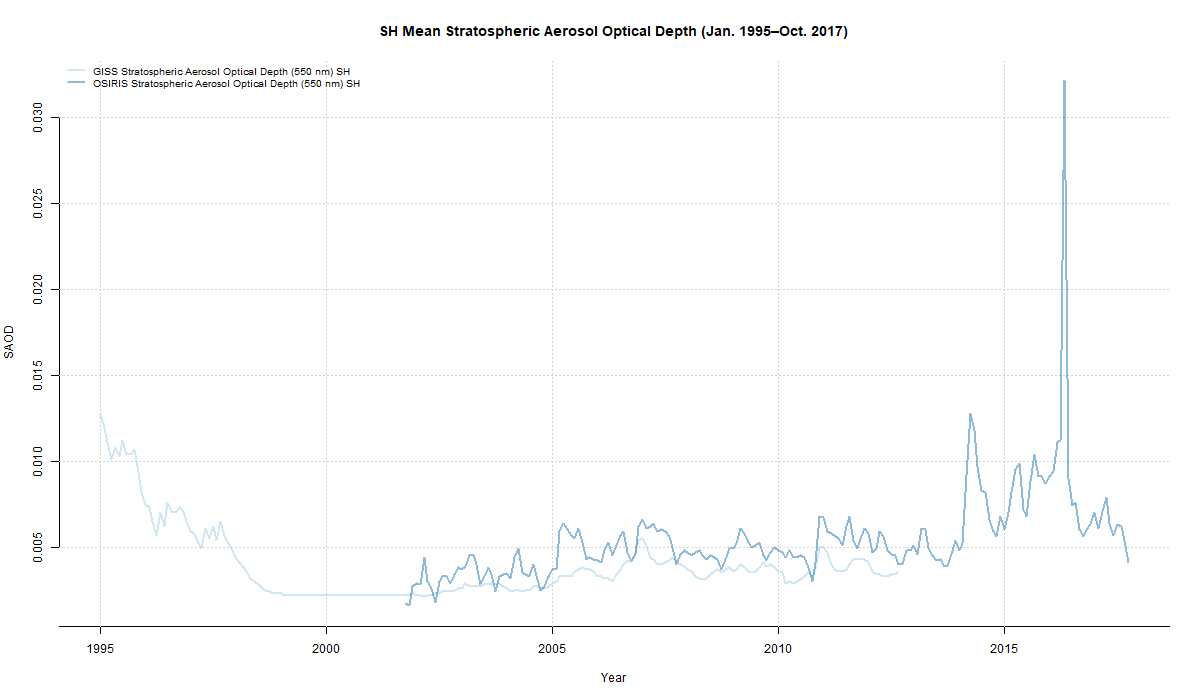 SH Mean Stratospheric Aerosol Optical Depth (Jan. 1995–Oct. 2017)
GISS Stratospheric Aerosol Optical Depth (550 nm) SH
OSIRIS Stratospheric Aerosol Optical Depth (550 nm) SH
0.030
0.025
0.020
0.015
0.010
0.005
SAOD
1995 2000 2005 2010 2015
Year